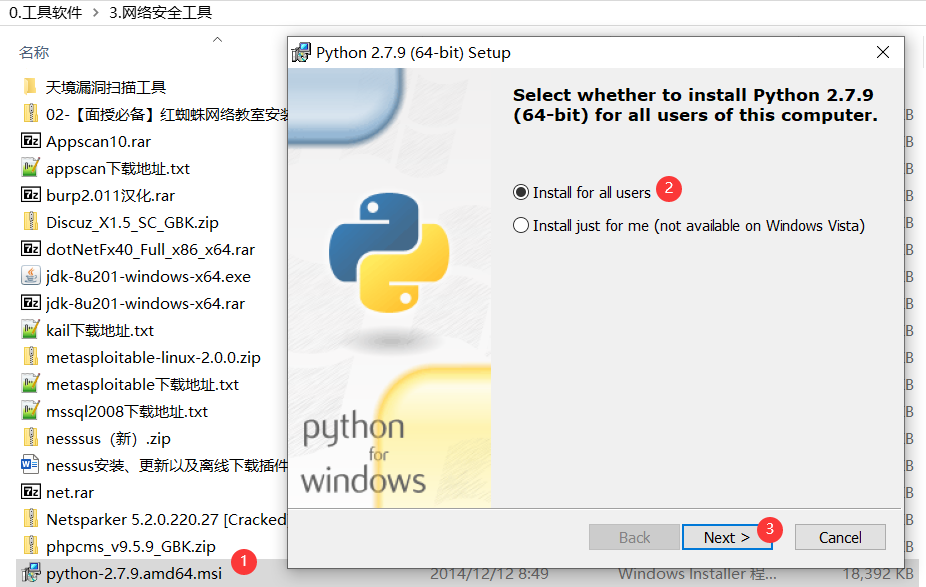 0.工具软件 > 3.网络安全工具
名称
天境漏洞扫描工具
02-【面授必备】红蜘蛛网络教室安装
B
Appscan10.rar
B
appscan下载地址.txt
B
burp2.011汉化.rar
B
Discuz_X1.5_SC_GBK.zip
B
dotNetFx40_Full_x86_x64.rar
B
jdk-8u201-windows-x64.exe
B
jdk-8u201-windows-x64.rar
B
kail下载地址.txt
B
metasploitable-linux-2.0.0.zip
B
metasploitable下载地址.txt
B
mssql2008下载地址.txt
B
nesssus（新）.zip
B
nessus安装、更新以及离线下载插件
B
net.rar
B
Netsparker 5.2.0.220.27 [Cracked
B
phpcms_v9.5.9_GBK.zip
B
python-2.7.9.amd64.msi
1
2014/12/12 8:49
Windows Installer 程...
18,392 KB
Python 2.7.9 (64-bit) Setup
Select whether to install Python 2.7.9
(64-bit) for all users of this computer.
Install for all users
2
Install just for me (not available on Windows Vista)
python
for
windows
Back
Next >
3
Cancel